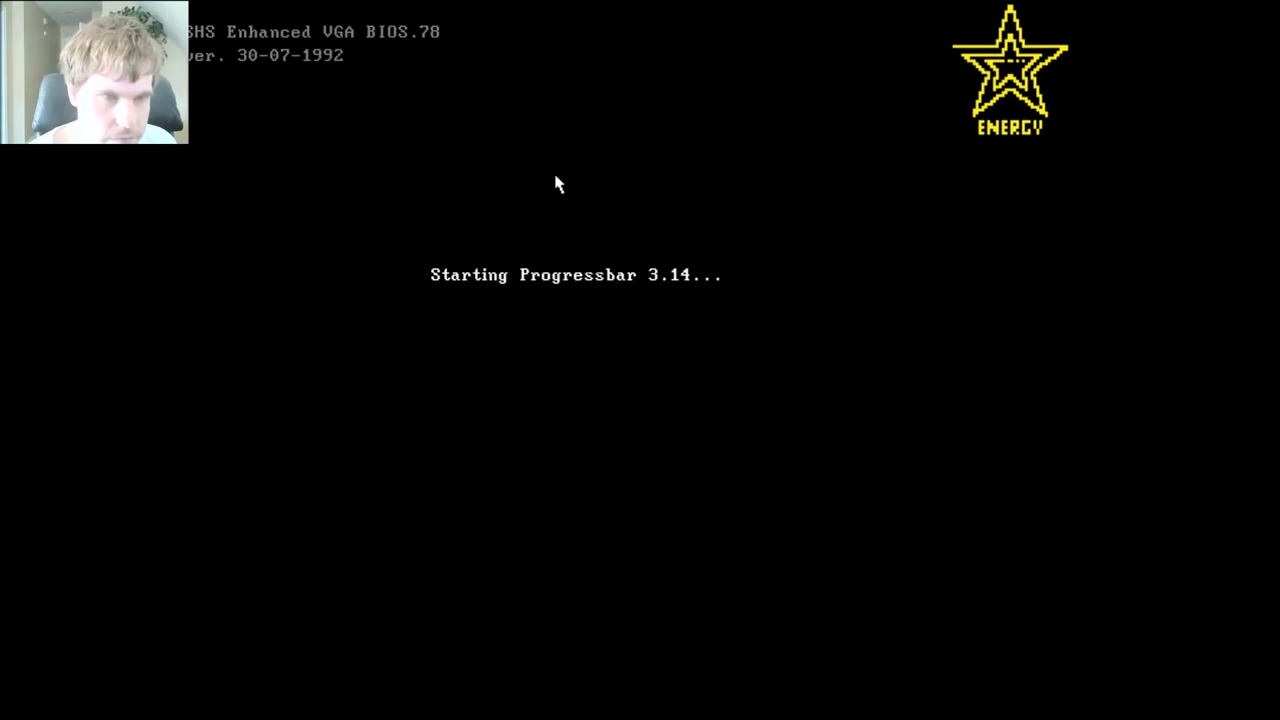 SHS Enhanced VGA BIOS.78
ver. 30-07-1992
ENERGY
Starting Progressbar 3.14...